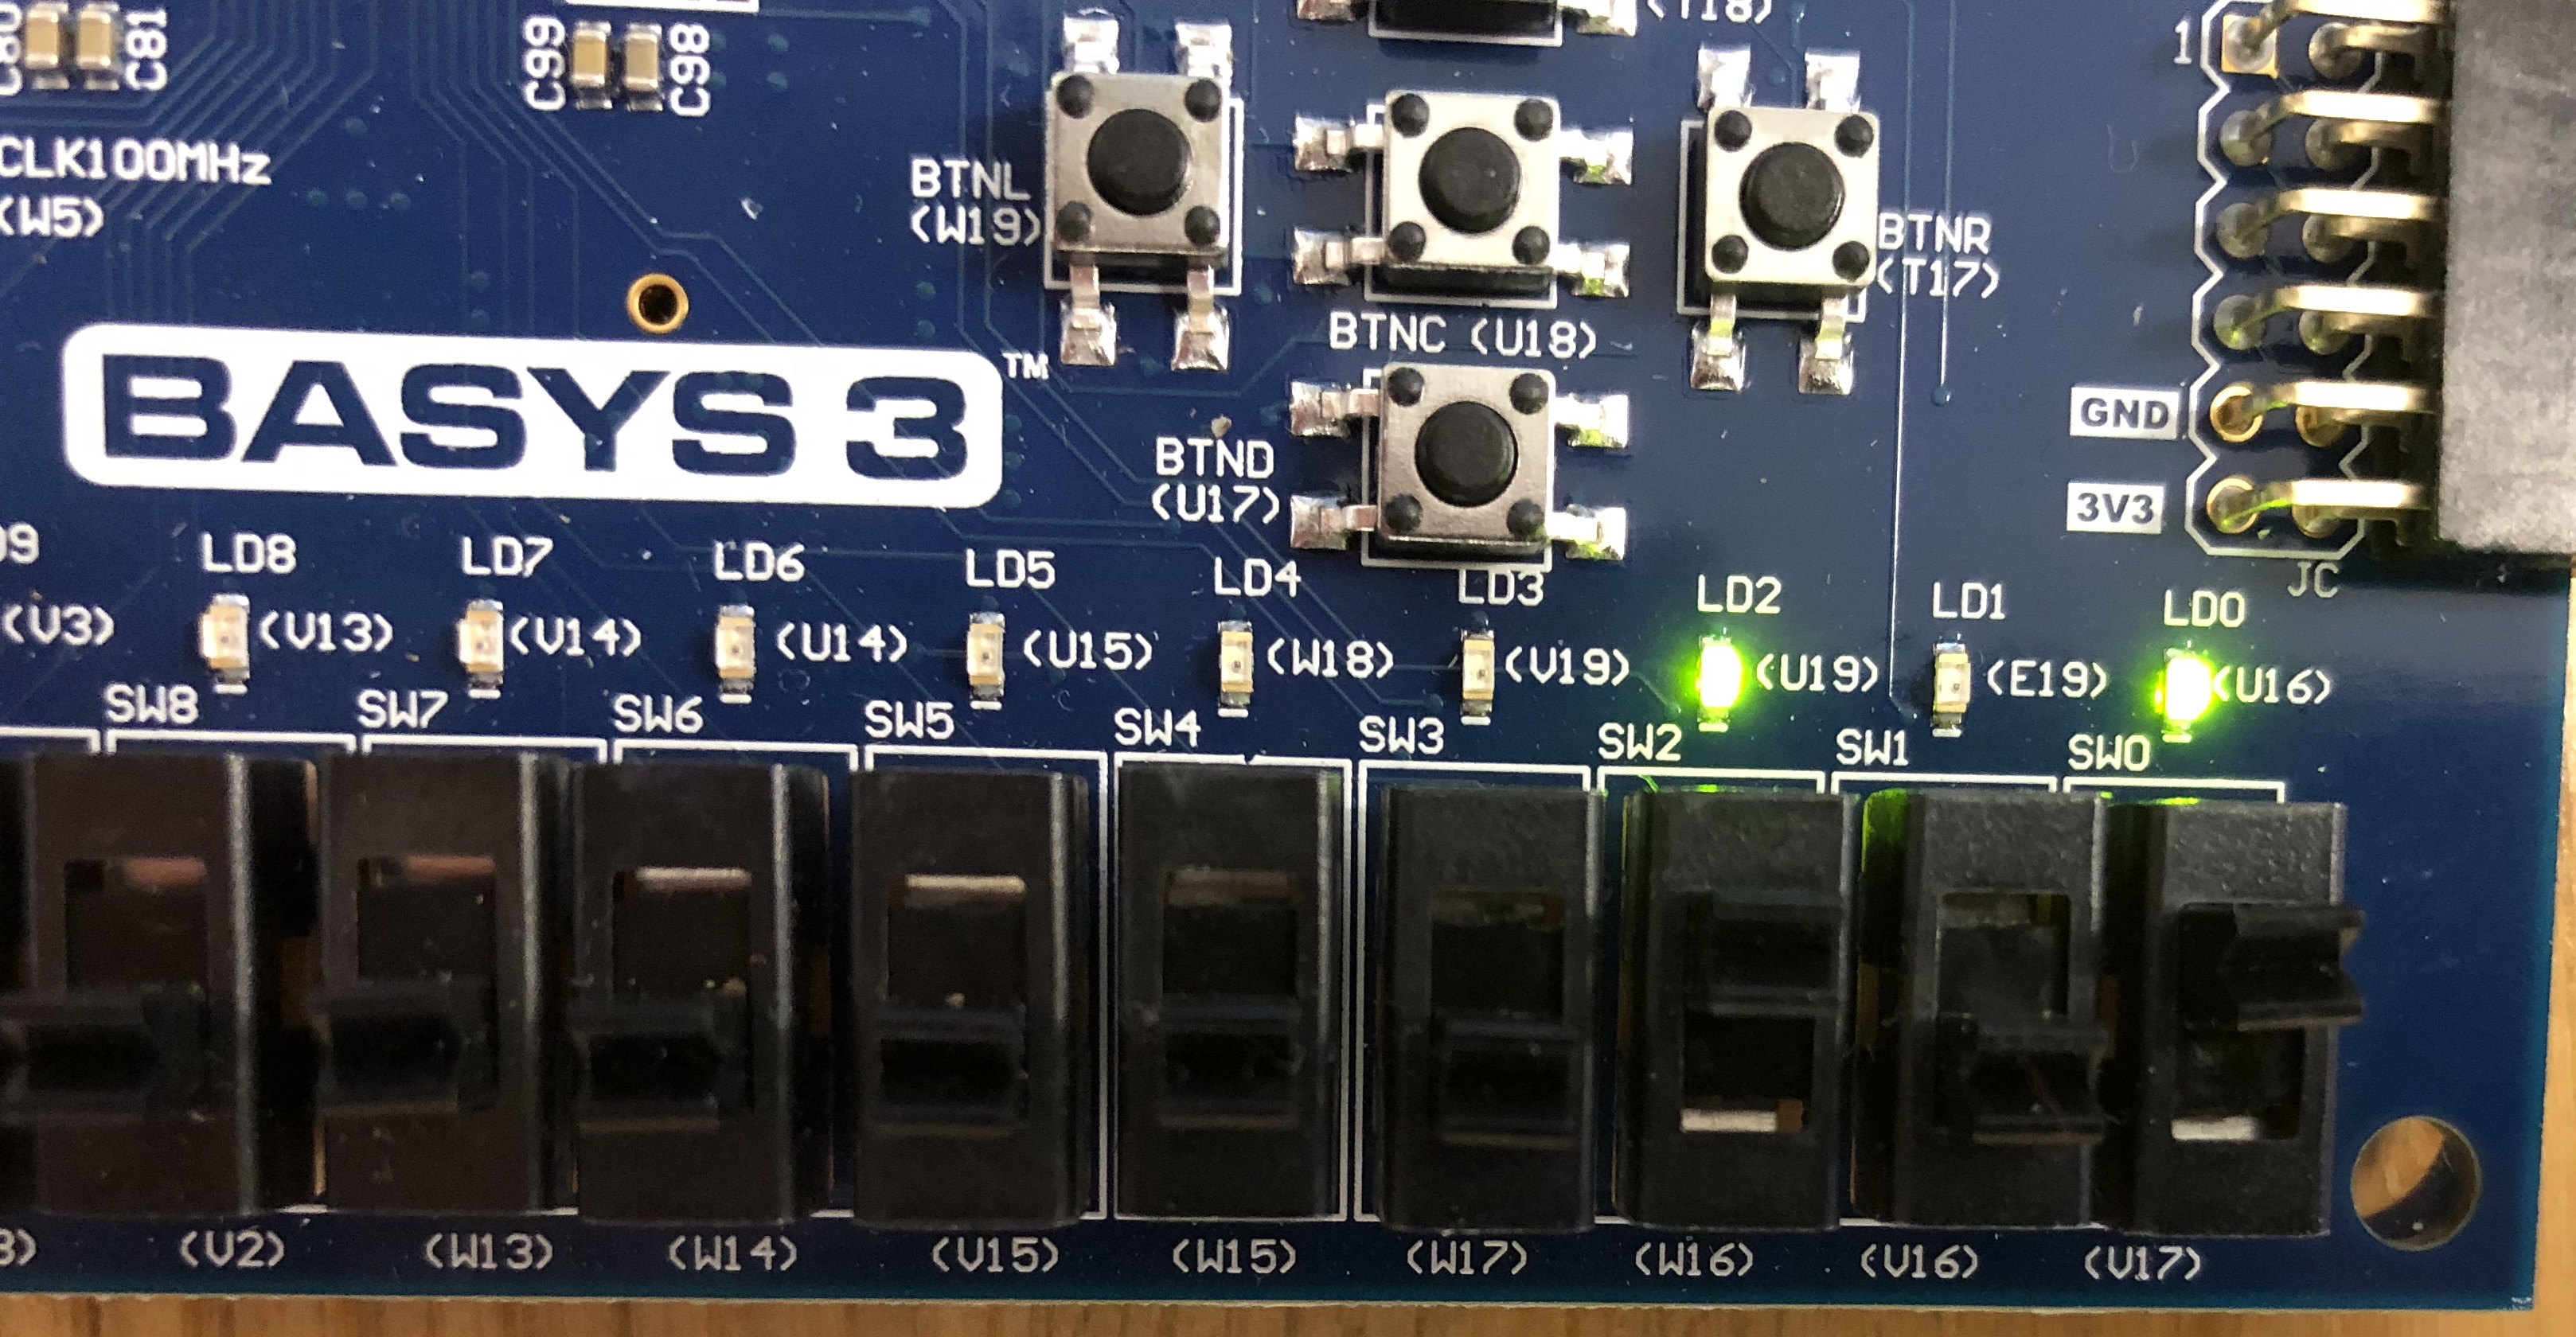 C81
C99
C98
(T18)
1
CLK100MHz
(W5)
BTNL
(W19)
BTNR
(T17)
BTNC (U18)
BASYS 3™
GND
BTND
(U17)
3V3
JC
LD8
LD7
LD6
LD5
LD4
LD3
LD2
LD1
LD0
(V3)
(V13)
(V14)
(U14)
(U15)
(W18)
(V19)
(U19)
(E19)
(U16)
SW8
SW7
SW6
SW5
SW4
SW3
SW2
SW1
SW0
(V2)
(W13)
(W14)
(V15)
(W15)
(W17)
(W16)
(V16)
(V17)